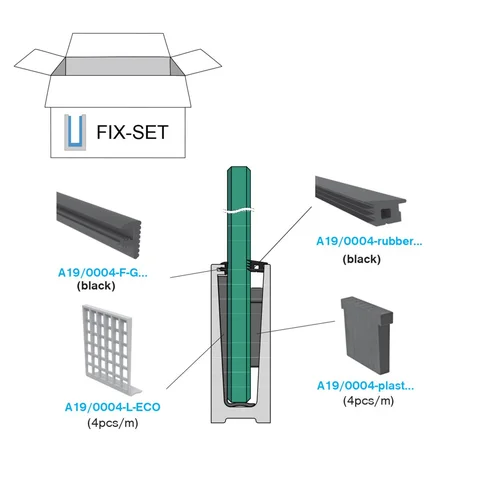 FIX-SET
A19/0004-F-G...
(black)
A19/0004-rubber...
(black)
A19/0004-L-ECO
(4pcs/m)
A19/0004-plast...
(4pcs/m)